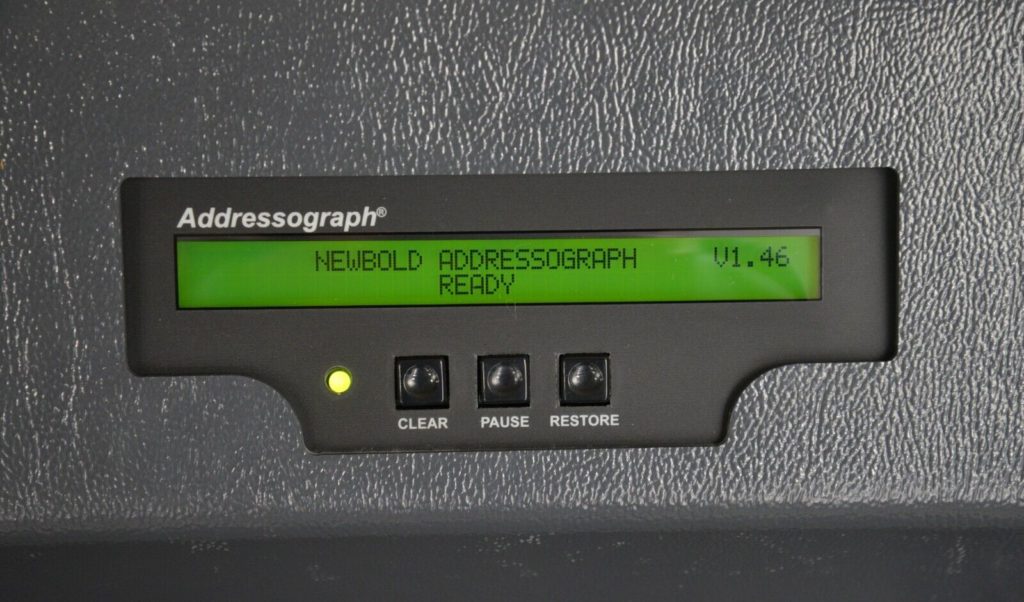 Addressograph®
NEWBOLD ADDRESSOGRAPH V1.46
READY
CLEAR PAUSE RESTORE